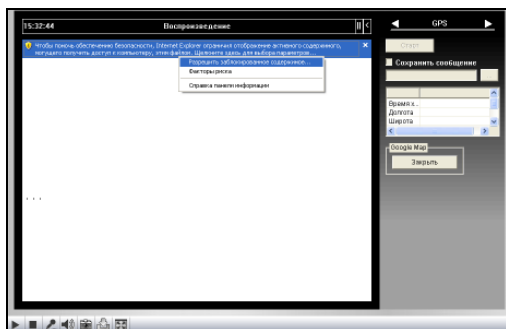 15:32:44
Воспроизведение
GPS
Чтобы помочь обеспечению безопасности, Internet Explorer ограничил отображение активного содержимого,
могущего получить доступ к компьютеру, этим файлом. Щелкните здесь для выбора параметров...
Разрешить заблокированное содержимое...
Факторы риска
Справка панели информации
Сохранить сообщение
Время х...
Долгота
Широта
Google Map
Закрыть